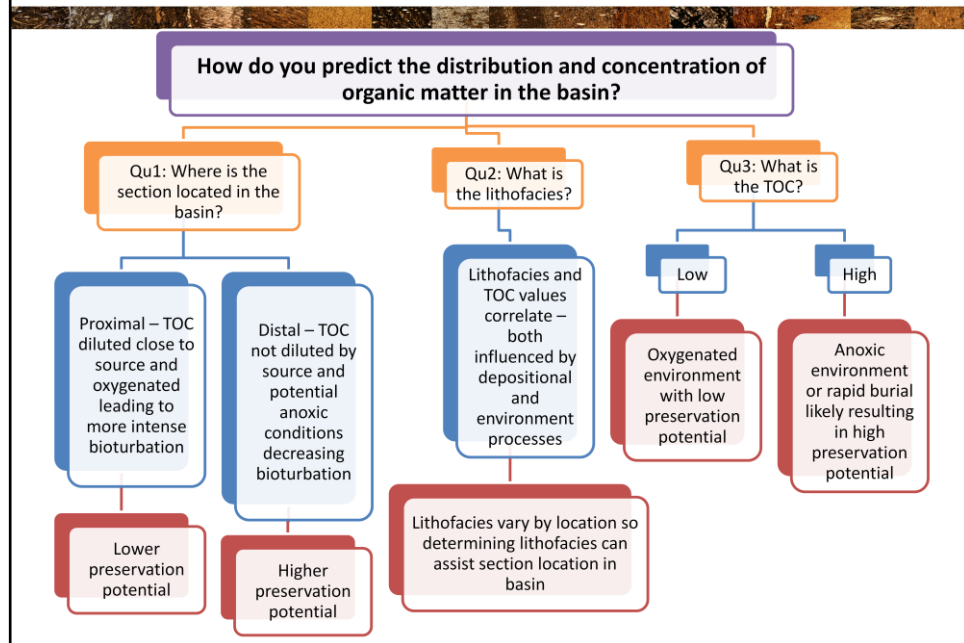 How do you predict the distribution and concentration of
organic matter in the basin?
Qu1: Where is the
section located in the
basin?
Qu2: What is
the lithofacies?
Qu3: What is
the TOC?
Proximal – TOC
diluted close to
source and
oxygenated
leading to
more intense
bioturbation
Distal – TOC
not diluted by
source and
potential
anoxic
conditions
decreasing
bioturbation
Lithofacies and
TOC values
correlate –
both
influenced by
depositional
and
environment
processes
Low
High
Oxygenated
environment
with low
preservation
potential
Anoxic
environment
or rapid burial
likely resulting
in high
preservation
potential
Lower
preservation
potential
Higher
preservation
potential
Lithofacies vary by location so
determining lithofacies can
assist section location in
basin